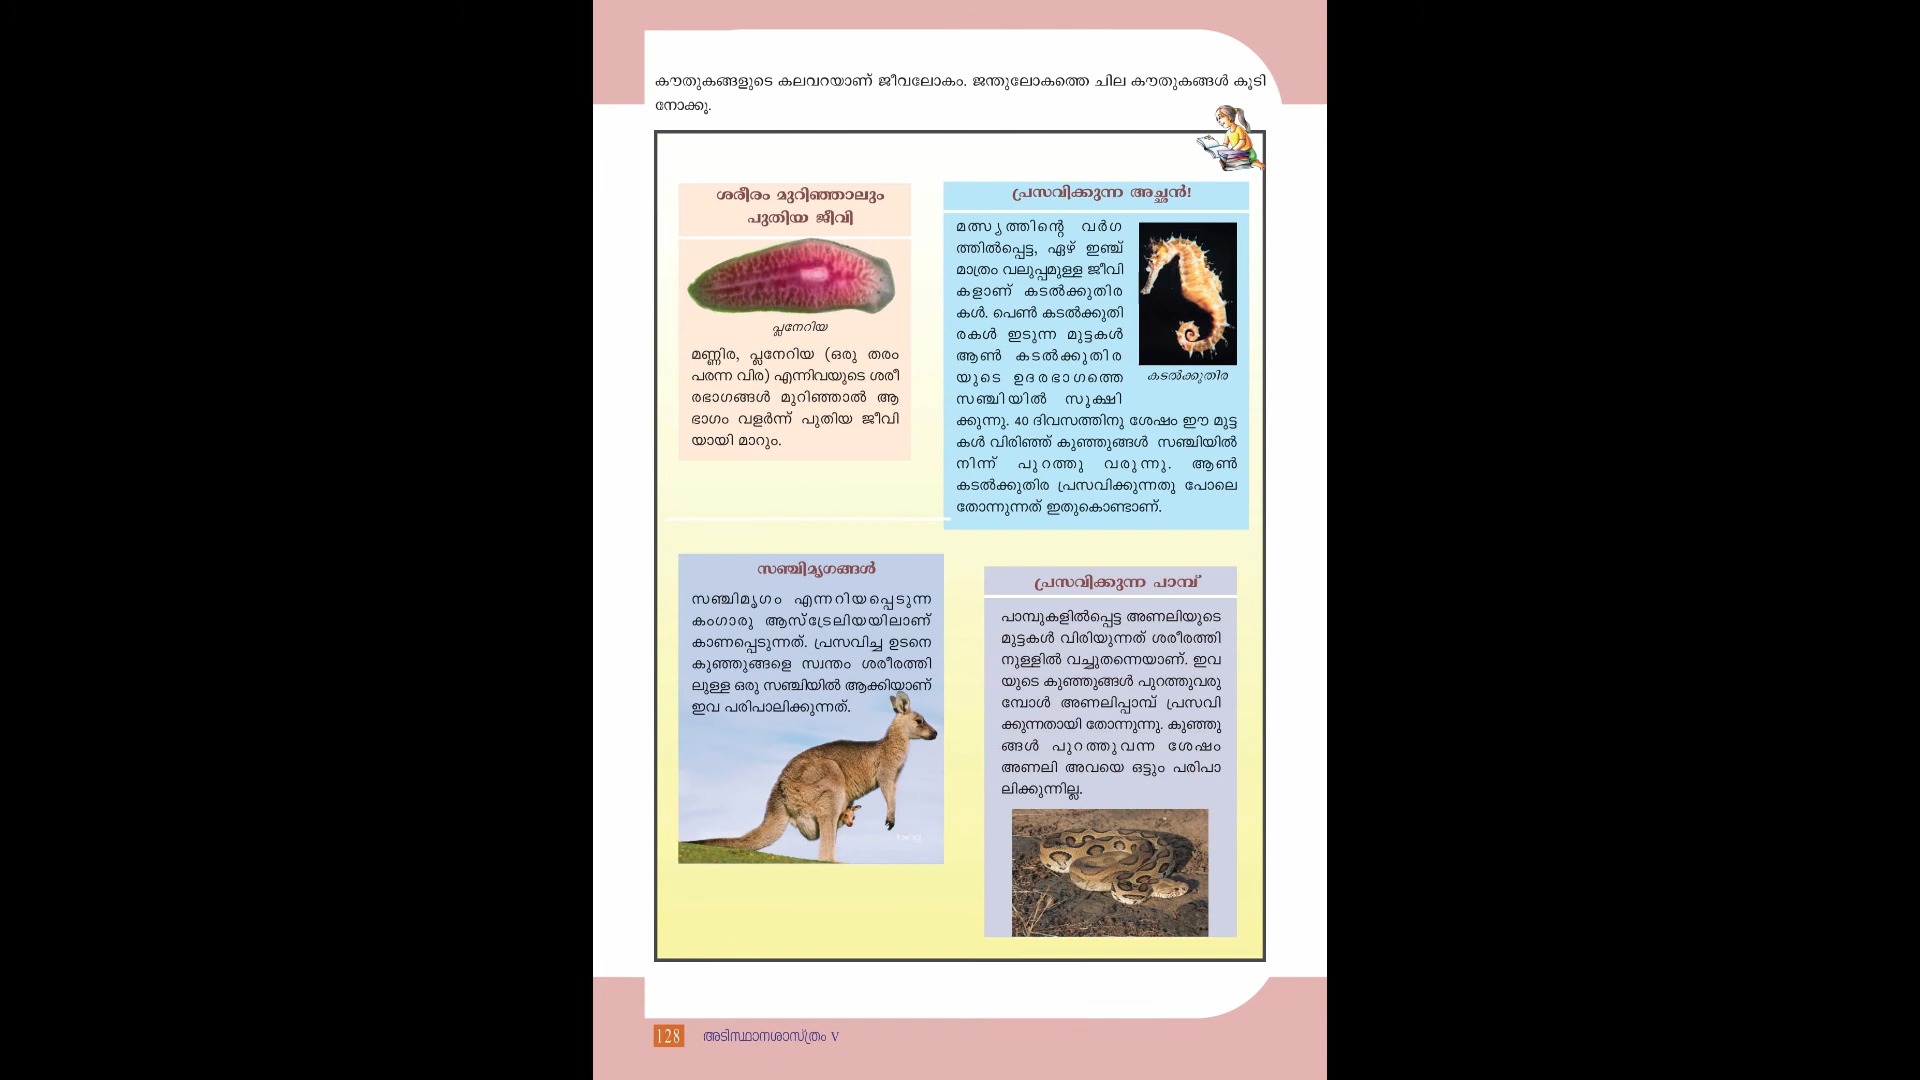 കൗതുകങ്ങളുടെ കലവറയാണ് ജീവലോകം. ജന്തുലോകത്തെ ചില കൗതുകങ്ങൾ കൂടി
നോക്കൂ.
ശരീരം മുറിഞ്ഞാലും
പുതിയ ജീവി
പ്ലനേറിയ
മണ്ണിര, പ്ലനേറിയ (ഒരു തരം
പരന്ന വിര) എന്നിവയുടെ ശരീ
രഭാഗങ്ങൾ മുറിഞ്ഞാൽ ആ
ഭാഗം വളർന്ന് പുതിയ ജീവി
യായി മാറും.
പ്രസവിക്കുന്ന അച്ഛൻ!
മത്സ്യത്തിന്റെ വർഗ
ത്തിൽപ്പെട്ട, ഏഴ് ഇഞ്ച്
മാത്രം വലുപ്പമുള്ള ജീവി
കളാണ് കടൽക്കുതിര
കൾ. പെൺ കടൽക്കുതി
രകൾ ഇടുന്ന മുട്ടകൾ
ആൺ കടൽക്കുതിര
യുടെ ഉദരഭാഗത്തെ
സഞ്ചിയിൽ സൂക്ഷി
ക്കുന്നു. 40 ദിവസത്തിനു ശേഷം ഈ മുട്ട
കൾ വിരിഞ്ഞ് കുഞ്ഞുങ്ങൾ സഞ്ചിയിൽ
നിന്ന് പുറത്തു വരുന്നു. ആൺ
കടൽക്കുതിര പ്രസവിക്കുന്നതു പോലെ
തോന്നുന്നത് ഇതുകൊണ്ടാണ്.
കടൽക്കുതിര
സഞ്ചിമൃഗങ്ങൾ
സഞ്ചിമൃഗം എന്നറിയപ്പെടുന്ന
കംഗാരു ആസ്ട്രേലിയയിലാണ്
കാണപ്പെടുന്നത്. പ്രസവിച്ച ഉടനെ
കുഞ്ഞുങ്ങളെ സ്വന്തം ശരീരത്തി
ലുള്ള ഒരു സഞ്ചിയിൽ ആക്കിയാണ്
ഇവ പരിപാലിക്കുന്നത്.
bing
പ്രസവിക്കുന്ന പാമ്പ്
പാമ്പുകളിൽപ്പെട്ട അണലിയുടെ
മുട്ടകൾ വിരിയുന്നത് ശരീരത്തി
നുള്ളിൽ വച്ചുതന്നെയാണ്. ഇവ
യുടെ കുഞ്ഞുങ്ങൾ പുറത്തുവരു
മ്പോൾ അണലിപ്പാമ്പ് പ്രസവി
ക്കുന്നതായി തോന്നുന്നു. കുഞ്ഞു
ങ്ങൾ പുറത്തുവന്ന ശേഷം
അണലി അവയെ ഒട്ടും പരിപാ
ലിക്കുന്നില്ല.
128 അടിസ്ഥാനശാസ്ത്രം V